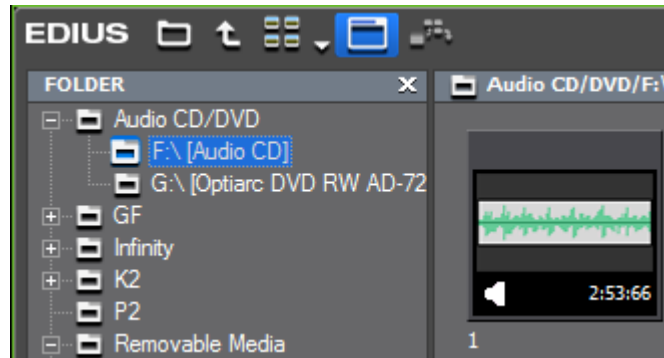 EDIUS
FOLDER
Audio CD/DVD/F:\
Audio CD/DVD
F:\ [Audio CD]
G:\ [Optiarc DVD RW AD-72
GF
Infinity
K2
P2
Removable Media
2:53:66
1